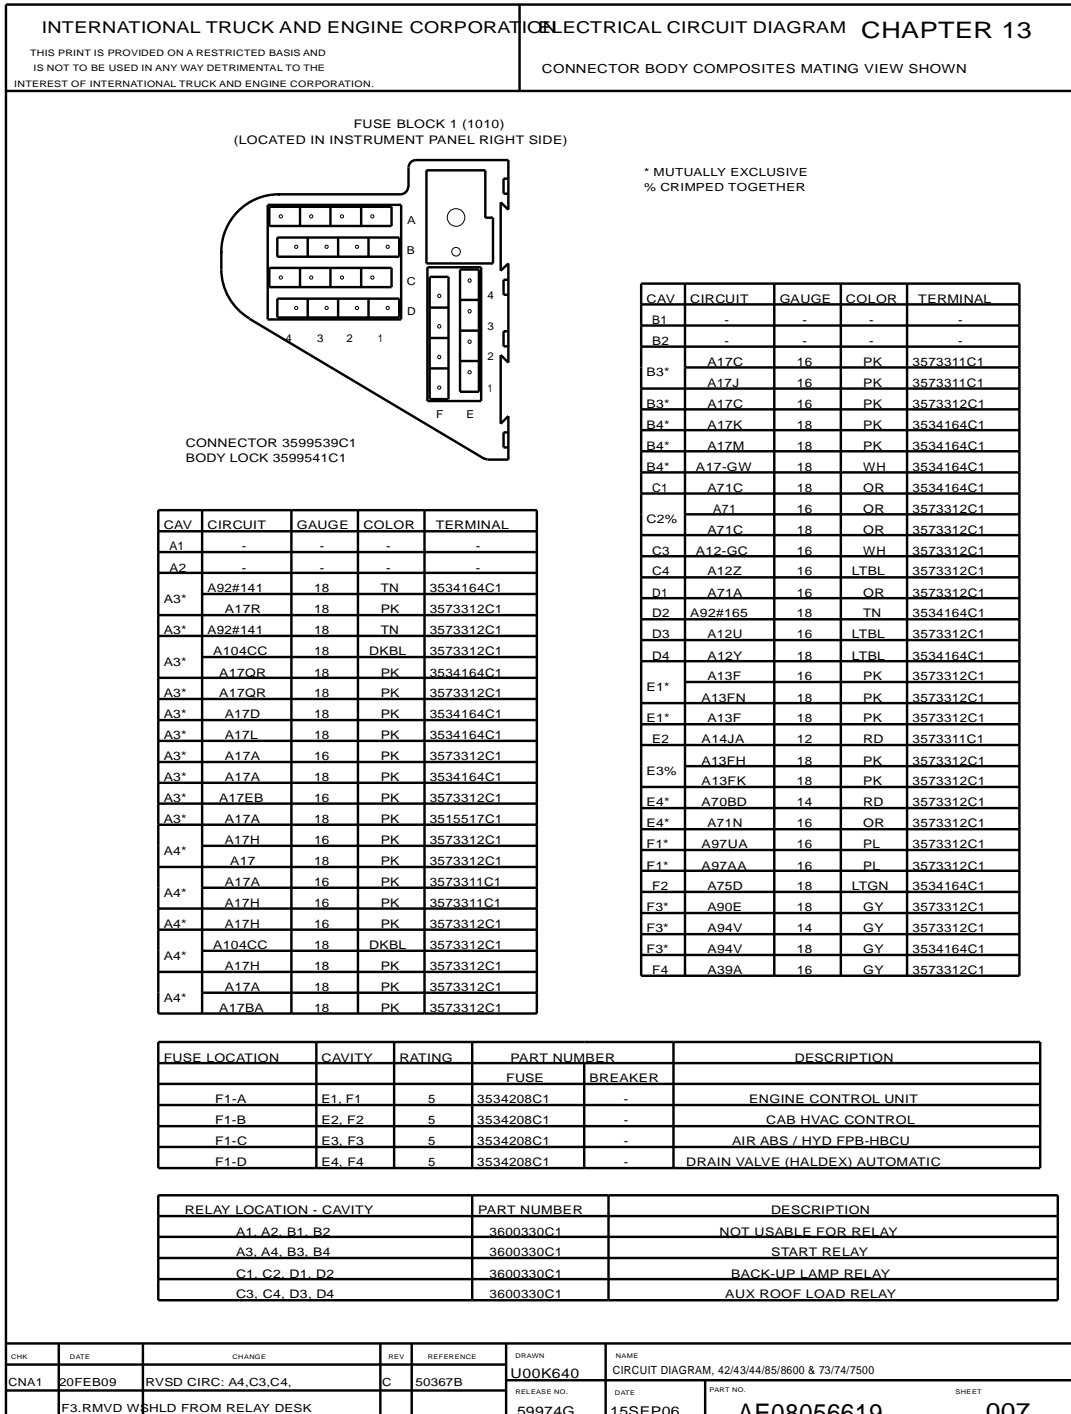 INTERNATIONAL TRUCK AND ENGINE CORPORATION
THIS PRINT IS PROVIDED ON A RESTRICTED BASIS AND
IS NOT TO BE USED IN ANY WAY DETRIMENTAL TO THE
INTEREST OF INTERNATIONAL TRUCK AND ENGINE CORPORATION.
ELECTRICAL CIRCUIT DIAGRAM CHAPTER 13
CONNECTOR BODY COMPOSITES MATING VIEW SHOWN
FUSE BLOCK 1 (1010)
(LOCATED IN INSTRUMENT PANEL RIGHT SIDE)
A
B
C
D
4 3 2 1
4
3
2
1
F E
CONNECTOR 3599539C1
BODY LOCK 3599541C1
* MUTUALLY EXCLUSIVE
% CRIMPED TOGETHER
CAV CIRCUIT GAUGE COLOR TERMINAL
A1 - - - -
A2 - - - -
A3* A92#141 18 TN 3534164C1
A17R 18 PK 3573312C1
A3* A92#141 18 TN 3573312C1
A3* A104CC 18 DKBL 3573312C1
A17QR 18 PK 3534164C1
A3* A17QR 18 PK 3573312C1
A3* A17D 18 PK 3534164C1
A3* A17L 18 PK 3534164C1
A3* A17A 16 PK 3573312C1
A3* A17A 18 PK 3534164C1
A3* A17EB 16 PK 3573312C1
A3* A17A 18 PK 3515517C1
A4* A17H 16 PK 3573312C1
A17 18 PK 3573312C1
A4* A17A 16 PK 3573311C1
A17H 16 PK 3573311C1
A4* A17H 16 PK 3573312C1
A4* A104CC 18 DKBL 3573312C1
A17H 18 PK 3573312C1
A4* A17A 18 PK 3573312C1
A17BA 18 PK 3573312C1
CAV CIRCUIT GAUGE COLOR TERMINAL
B1 - - - -
B2 - - - -
B3* A17C 16 PK 3573311C1
A17J 16 PK 3573311C1
B3* A17C 16 PK 3573312C1
B4* A17K 18 PK 3534164C1
B4* A17M 18 PK 3534164C1
B4* A17-GW 18 WH 3534164C1
C1 A71C 18 OR 3534164C1
C2% A71 16 OR 3573312C1
A71C 18 OR 3573312C1
C3 A12-GC 16 WH 3573312C1
C4 A12Z 16 LTBL 3573312C1
D1 A71A 16 OR 3573312C1
D2 A92#165 18 TN 3534164C1
D3 A12U 16 LTBL 3573312C1
D4 A12Y 18 LTBL 3534164C1
E1* A13F 16 PK 3573312C1
A13FN 18 PK 3573312C1
E1* A13F 18 PK 3573312C1
E2 A14JA 12 RD 3573311C1
E3% A13FH 18 PK 3573312C1
A13FK 18 PK 3573312C1
E4* A70BD 14 RD 3573312C1
E4* A71N 16 OR 3573312C1
F1* A97UA 16 PL 3573312C1
F1* A97AA 16 PL 3573312C1
F2 A75D 18 LTGN 3534164C1
F3* A90E 18 GY 3573312C1
F3* A94V 14 GY 3573312C1
F3* A94V 18 GY 3534164C1
F4 A39A 16 GY 3573312C1
FUSE LOCATION CAVITY RATING PART NUMBER DESCRIPTION
FUSE BREAKER
F1-A E1, F1 5 3534208C1 - ENGINE CONTROL UNIT
F1-B E2, F2 5 3534208C1 - CAB HVAC CONTROL
F1-C E3, F3 5 3534208C1 - AIR ABS / HYD FPB-HBCU
F1-D E4, F4 5 3534208C1 - DRAIN VALVE (HALDEX) AUTOMATIC
RELAY LOCATION - CAVITY PART NUMBER DESCRIPTION
A1, A2, B1, B2 3600330C1 NOT USABLE FOR RELAY
A3, A4, B3, B4 3600330C1 START RELAY
C1, C2, D1, D2 3600330C1 BACK-UP LAMP RELAY
C3, C4, D3, D4 3600330C1 AUX ROOF LOAD RELAY
CHK DATE CHANGE REV REFERENCE DRAWN NAME
CNA1 20FEB09 RVSD CIRC: A4,C3,C4, C 50367B U00K640 CIRCUIT DIAGRAM, 42/43/44/85/8600 & 73/74/7500
RELEASE NO. DATE PART NO. SHEET
F3.RMVD WSHLD FROM RELAY DESK 59974G 15SEP06 AF08056619 007